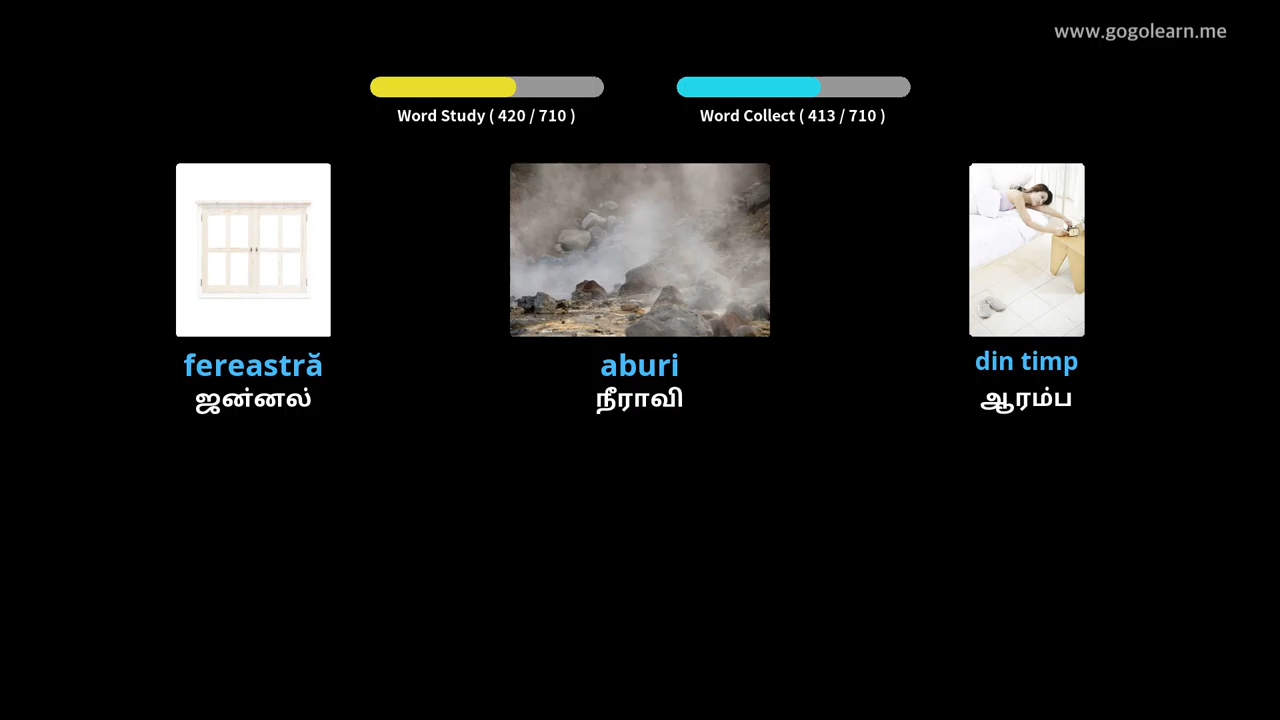 www.gogolearn.me
Word Study ( 420 / 710 )
Word Collect ( 413 / 710 )
fereastră
ஜன்னல்
aburi
நீராவி
din timp
ஆரம்ப